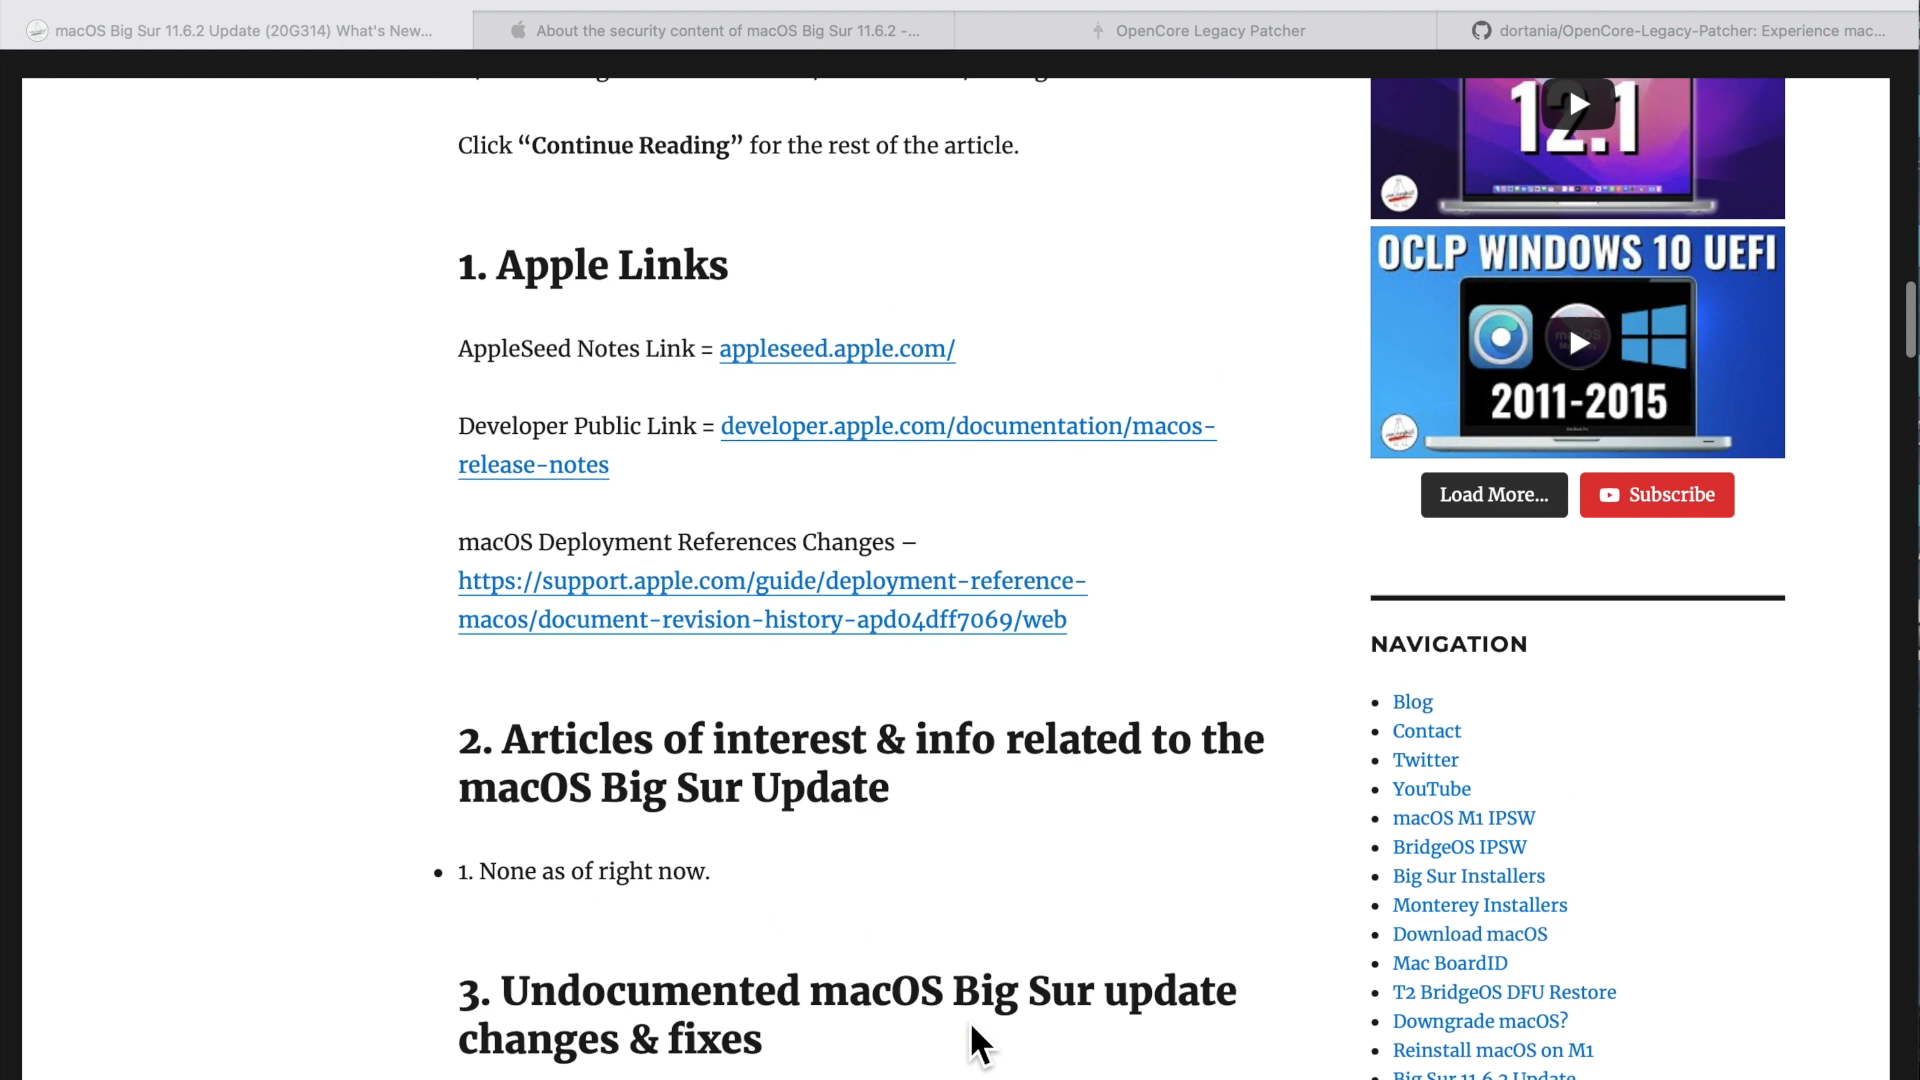 macOS Big Sur 11.6.2 Update (20G314) What's New...
About the security content of macOS Big Sur 11.6.2 -...
OpenCore Legacy Patcher
dortania/OpenCore-Legacy-Patcher: Experience mac...
Click “Continue Reading” for the rest of the article.
1. Apple Links
AppleSeed Notes Link = appleseed.apple.com/
Developer Public Link = developer.apple.com/documentation/macos-
release-notes
macOS Deployment References Changes –
https://support.apple.com/guide/deployment-reference-
macos/document-revision-history-apd04dff7069/web
2. Articles of interest & info related to the
macOS Big Sur Update
• 1. None as of right now.
3. Undocumented macOS Big Sur update
changes & fixes
12.1
OCLP WINDOWS 10 UEFI
2011-2015
Load More...
Subscribe
NAVIGATION
• Blog
• Contact
• Twitter
• YouTube
• macOS M1 IPSW
• BridgeOS IPSW
• Big Sur Installers
• Monterey Installers
• Download macOS
• Mac BoardID
• T2 BridgeOS DFU Restore
• Downgrade macOS?
• Reinstall macOS on M1
• Big Sur 11.6.2 Update